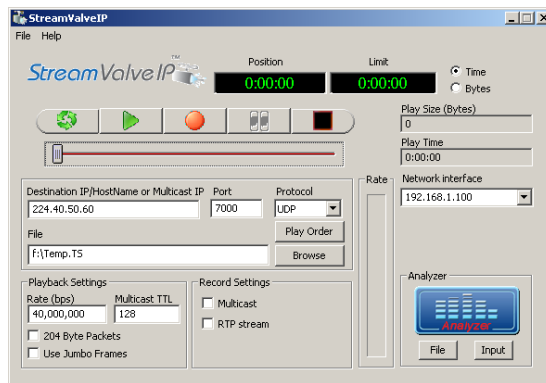 StreamValveIP
File Help
StreamValve IP™
Position
Limit
0:00:00
0:00:00
Time
Bytes
Play Size (Bytes)
0
Play Time
0:00:00
Destination IP/HostName or Multicast IP Port Protocol
224.40.50.60 7000 UDP
File
Play Order
f:\Temp.TS
Browse
Rate
Network interface
192.168.1.100
Playback Settings
Rate (bps) Multicast TTL
40,000,000 128
204 Byte Packets
Use Jumbo Frames
Record Settings
Multicast
RTP stream
Analyzer
Analyzer
File Input